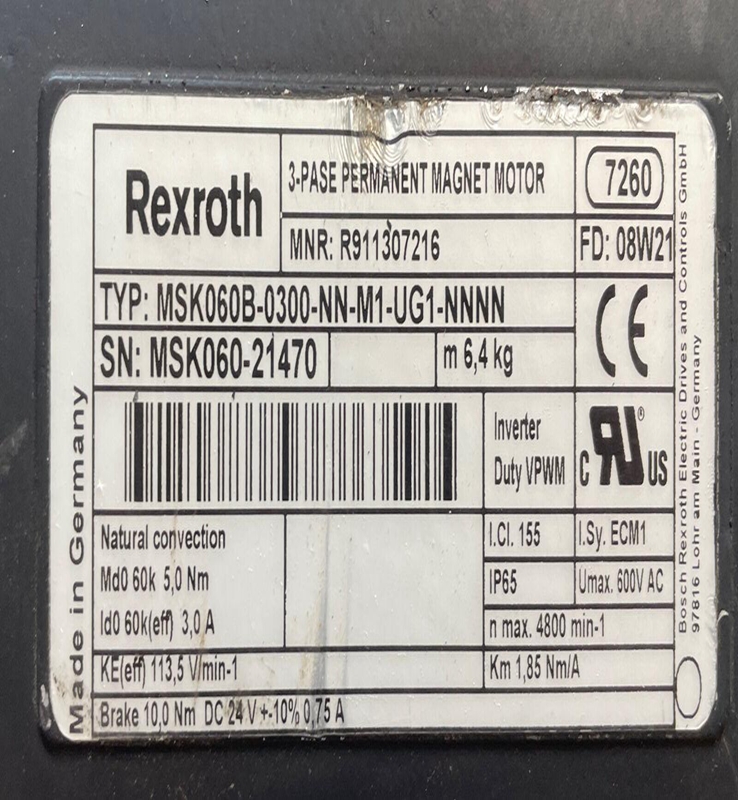 Rexroth
3-PASE PERMANENT MAGNET MOTOR
7260
MNR: R911307216
FD: 08W21
TYP: MSK060B-0300-NN-M1-UG1-NNNN
CE
SN: MSK060-21470
m 6,4 kg
Inverter
Duty VPWM
C RU ® US
Natural convection
Md0 60k 5,0 Nm
Id0 60k(eff) 3,0 A
I.Cl. 155
I.Sy. ECM1
IP65
Umax. 600V AC
n max. 4800 min-1
KE(eff) 113,5 V/min-1
Km 1,85 Nm/A
Brake 10,0 Nm DC 24 V +-10% 0,75 A
Made in Germany
Bosch Rexroth Electric Drives and Controls GmbH
97816 Lohr am Main - Germany